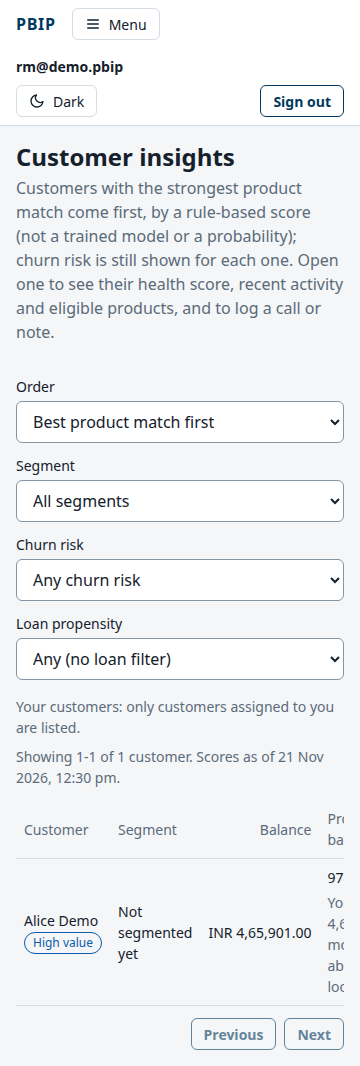 PBIP
Menu
rm@demo.pbip
Dark
Sign out
Customer insights
Customers with the strongest product
match come first, by a rule-based score
(not a trained model or a probability);
churn risk is still shown for each one. Open
one to see their health score, recent activity
and eligible products, and to log a call or
note.
Order
Best product match first
Segment
All segments
Churn risk
Any churn risk
Loan propensity
Any (no loan filter)
Your customers: only customers assigned to you
are listed.
Showing 1-1 of 1 customer. Scores as of 21 Nov
2026, 12:30 pm.
Customer Segment Balance
Alice Demo
High value
Not
segmented
yet
INR 4,65,901.00
97
Previous Next